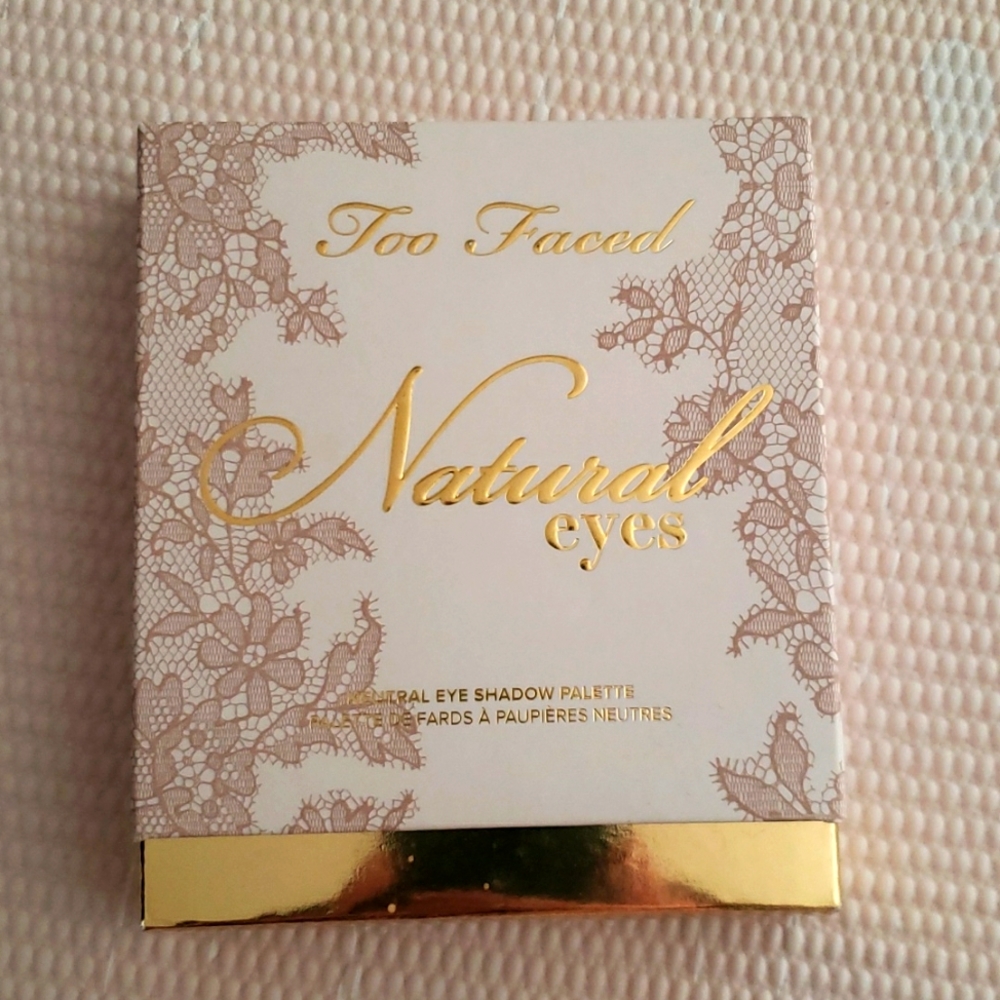 Too Faced
Natural
eyes
NEUTRAL EYE SHADOW PALETTE
PALETTE DE FARDS À PAUPIÈRES NEUTRES